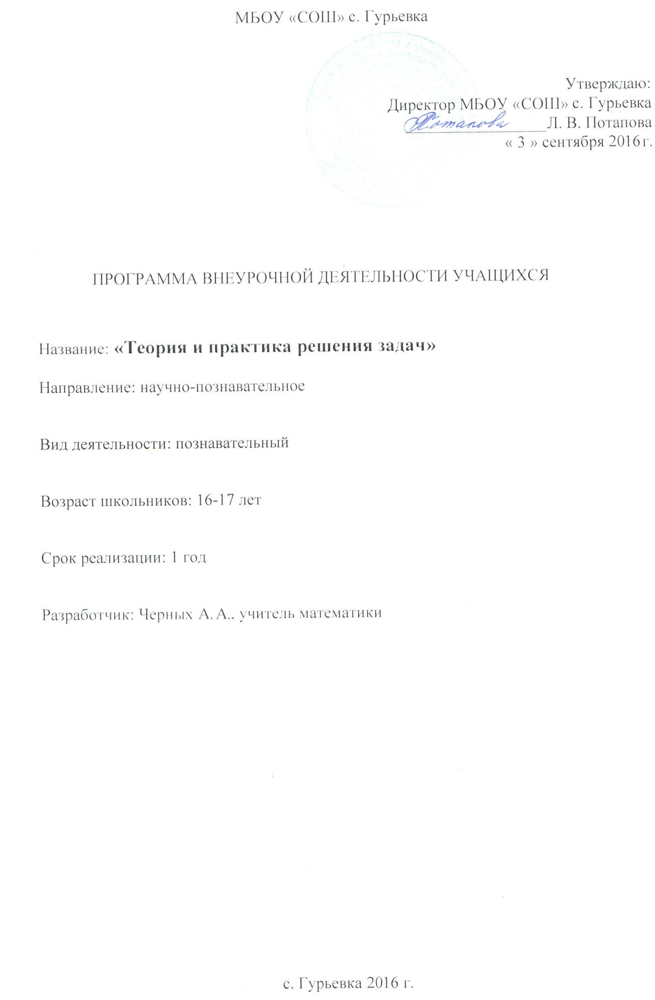 МБОУ «СОШ» с. Гурьевка
Утверждаю:
Директор МБОУ «СОШ» с. Гурьевка
Потапова Л. В. Потапова
« 3 » сентября 2016 г.
ПРОГРАММА ВНЕУРОЧНОЙ ДЕЯТЕЛЬНОСТИ УЧАЩИХСЯ
Название: «Теория и практика решения задач»
Направление: научно-познавательное
Вид деятельности: познавательный
Возраст школьников: 16-17 лет
Срок реализации: 1 год
Разработчик: Черных А. А.. учитель математики
с. Гурьевка 2016 г.